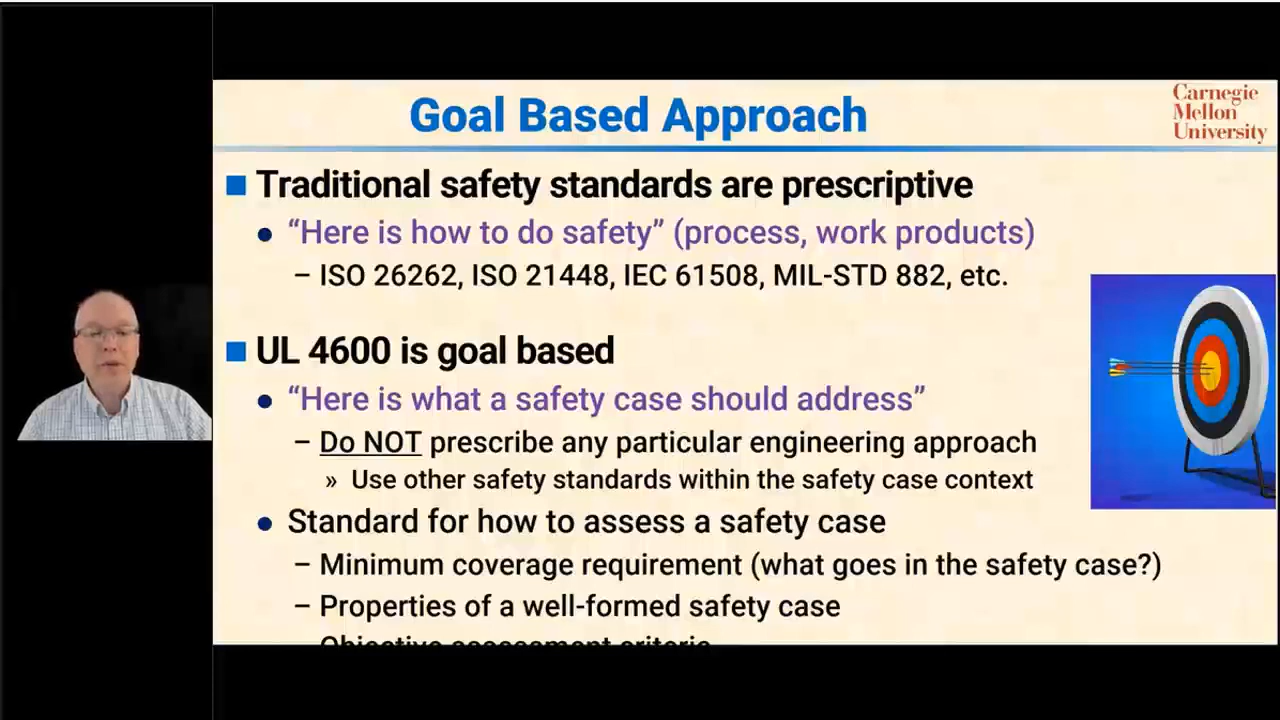 Goal Based Approach
Carnegie
Mellon
University
Traditional safety standards are prescriptive
“Here is how to do safety” (process, work products)
– ISO 26262, ISO 21448, IEC 61508, MIL-STD 882, etc.
UL 4600 is goal based
“Here is what a safety case should address”
– Do NOT prescribe any particular engineering approach
» Use other safety standards within the safety case context
Standard for how to assess a safety case
– Minimum coverage requirement (what goes in the safety case?)
– Properties of a well-formed safety case
Objective assessment criteria